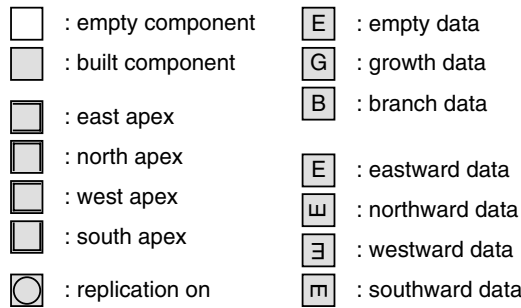 : empty component
: built component
: east apex
: north apex
: west apex
: south apex
: replication on
E : empty data
G : growth data
B : branch data
E : eastward data
E : northward data
E : westward data
E : southward data